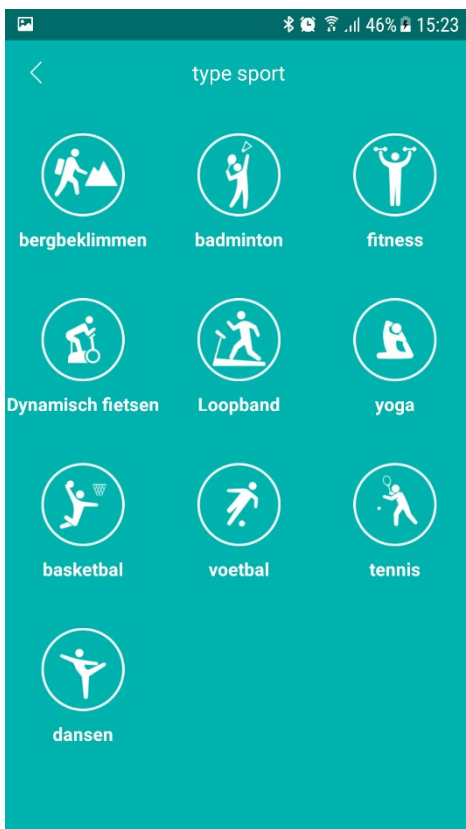 46% 15:23
type sport
bergbeklimmen badminton fitness
Dynamisch fietsen Loopband yoga
basketbal voetbal tennis
dansen